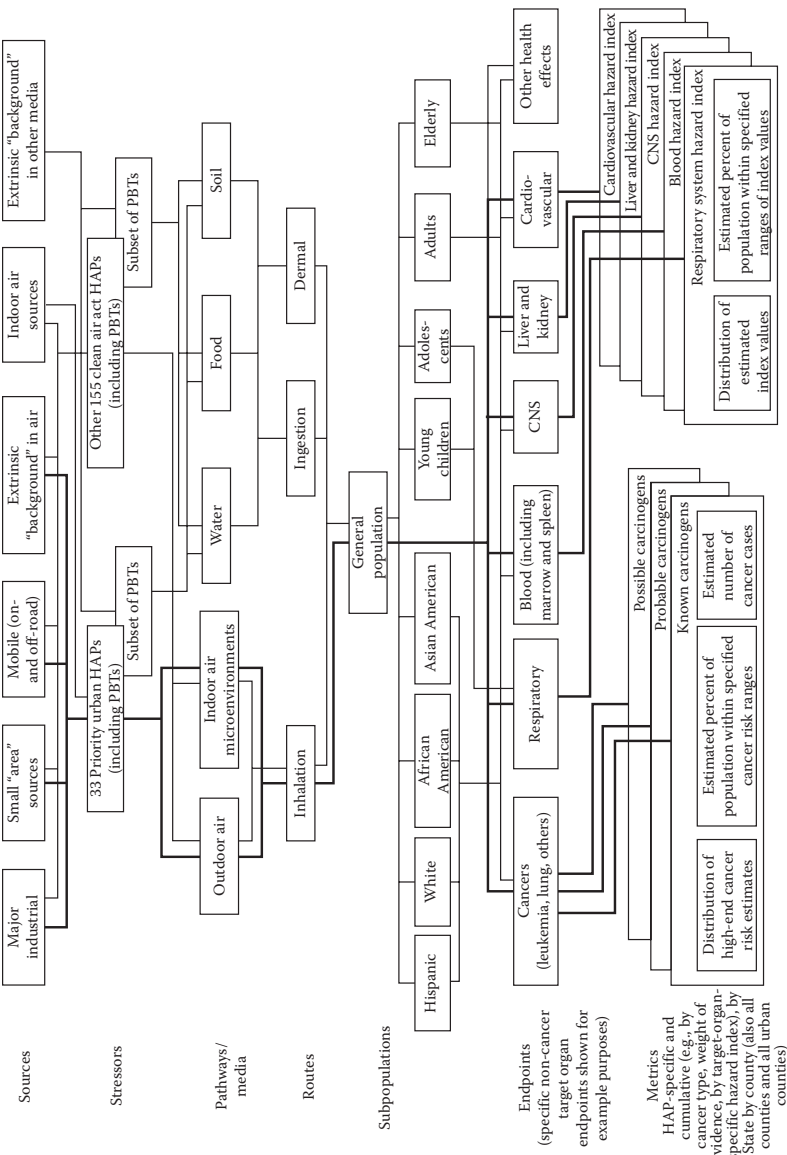 Sources
Major
industrial
Small “area”
sources
Mobile (on-
and off-road)
Extrinsic
“background” in air
Indoor air
sources
Extrinsic “background”
in other media
Stressors
33 Priority urban HAPs
(including PBTs)
Subset of PBTs
Other 155 clean air act HAPs
(including PBTs)
Subset of PBTs
Pathways/
media
Outdoor air
Indoor air
microenvironments
Water
Food
Soil
Routes
Inhalation
Ingestion
Dermal
Subpopulations
General
population
Hispanic
White
African
American
Asian American
Young
children
Adoles-
cents
Adults
Elderly
Endpoints
(specific non-cancer
target organ
endpoints shown for
example purposes)
Cancers
(leukemia, lung, others)
Respiratory
Blood (including
marrow and spleen)
CNS
Liver and
kidney
Cardio-
vascular
Other health
effects
Metrics
HAP-specific and
cumulative (e.g., by
cancer type, weight of
vidence, by target-organ-
pecific hazard index), by
State by county (also all
counties and all urban
counties)
Possible carcinogens
Probable carcinogens
Known carcinogens
Distribution of
high-end cancer
risk estimates
Estimated percent of
population within specified
cancer risk ranges
Estimated
number of
cancer cases
Cardiovascular hazard index
Liver and kidney hazard index
CNS hazard index
Blood hazard index
Respiratory system hazard index
Distribution of
estimated
index values
Estimated percent of
population within specified
ranges of index values